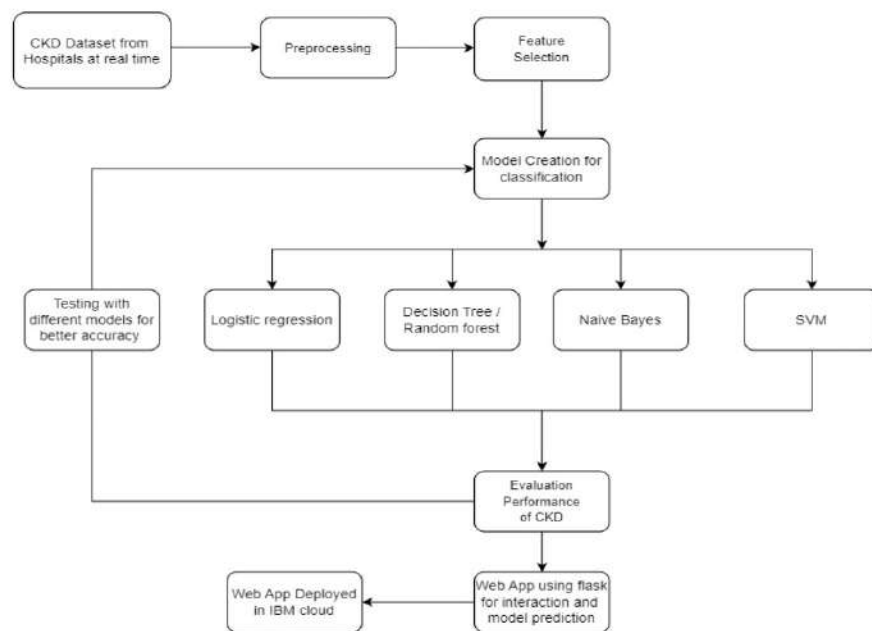 CKD Dataset from
Hospitals at real time
Preprocessing
Feature
Selection
Model Creation for
classification
Testing with
different models for
better accuracy
Logistic regression
Decision Tree /
Random forest
Naive Bayes
SVM
Evaluation
Performance
of CKD
Web App Deployed
in IBM cloud
Web App using flask
for interaction and
model prediction